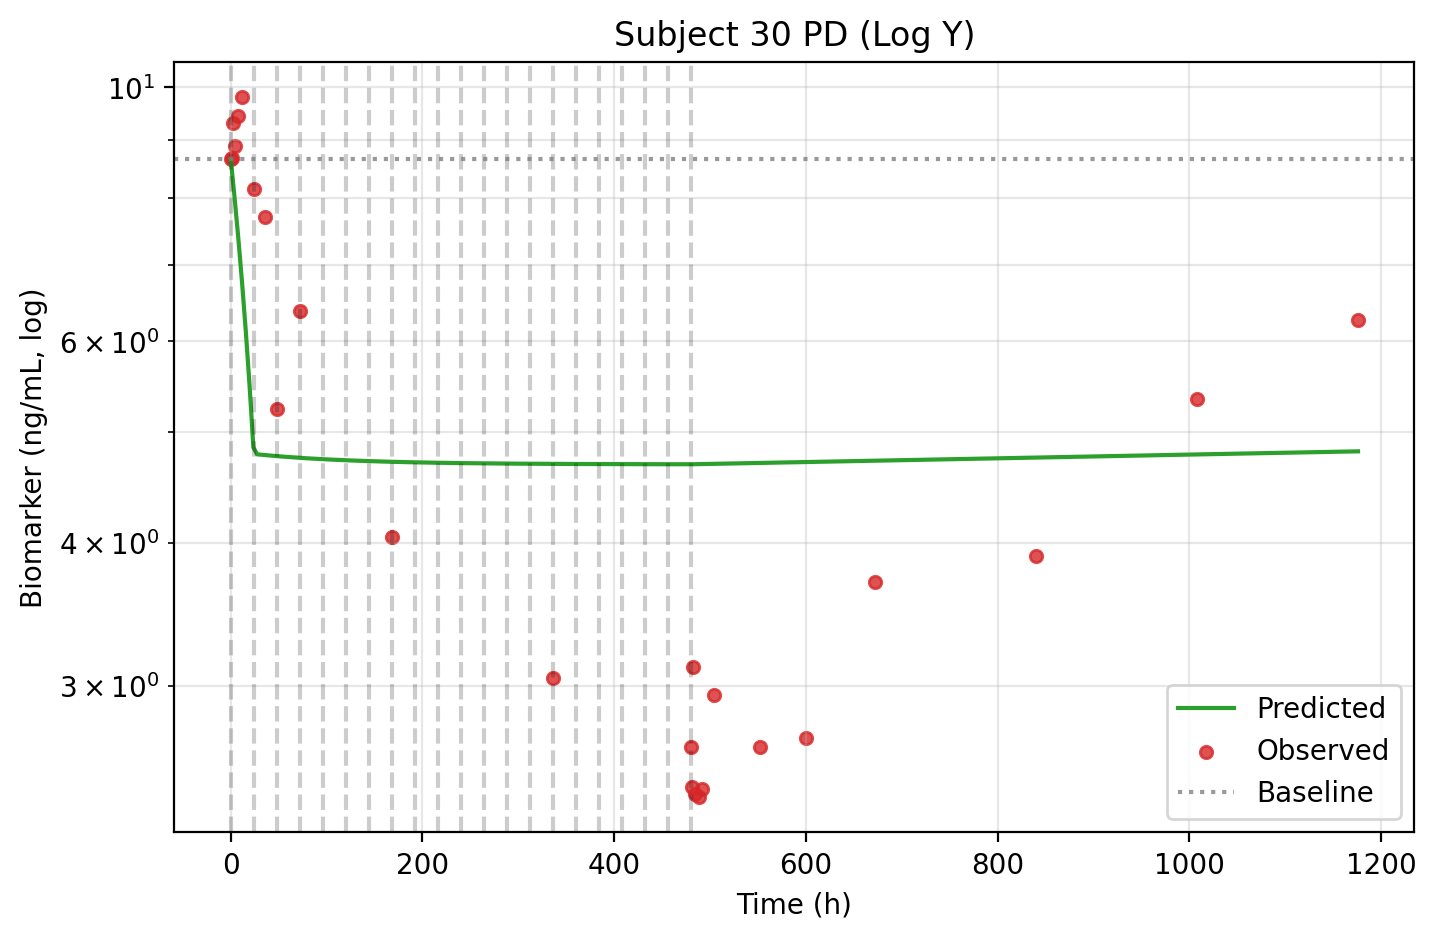 Subject 30 PD (Log Y)
Biomarker (ng/mL, log)
10¹
6 × 10⁰
4 × 10⁰
3 × 10⁰
0 200 400 600 800 1000 1200
Time (h)
Predicted
Observed
Baseline